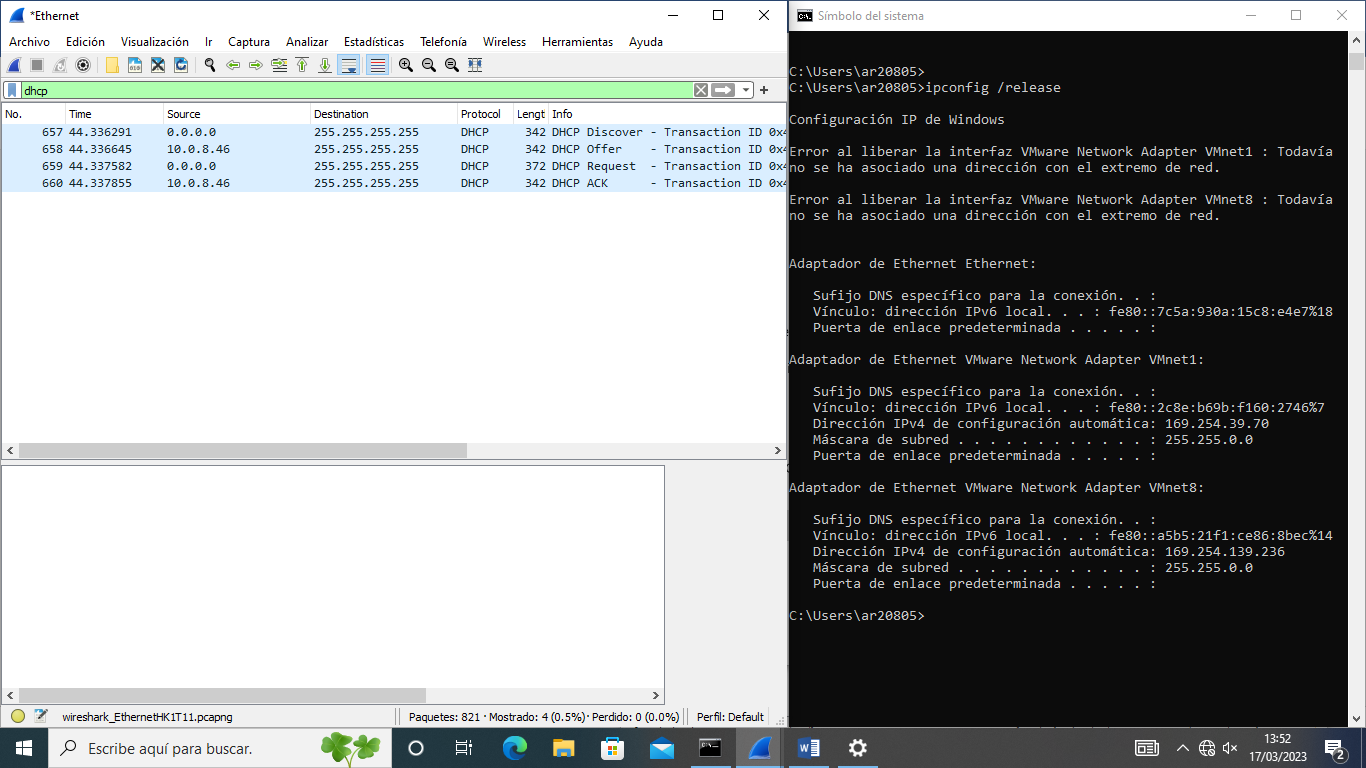 *Ethernet
Archivo Edición Visualización Ir Captura Analizar Estadísticas Telefonía Wireless Herramientas Ayuda
dhcp
No. Time Source Destination Protocol Lengt Info
657 44.336291 0.0.0.0 255.255.255.255 DHCP 342 DHCP Discover - Transaction ID 0x4
658 44.336645 10.0.8.46 255.255.255.255 DHCP 342 DHCP Offer - Transaction ID 0x4
659 44.337582 0.0.0.0 255.255.255.255 DHCP 372 DHCP Request - Transaction ID 0x4
660 44.337855 10.0.8.46 255.255.255.255 DHCP 342 DHCP ACK - Transaction ID 0x4
wireshark_EthernetHK1T11.pcapng Paquetes: 821 · Mostrado: 4 (0.5%) · Perdido: 0 (0.0%) Perfil: Default
Símbolo del sistema
C:\Users\ar20805>
C:\Users\ar20805>ipconfig /release
Configuración IP de Windows
Error al liberar la interfaz VMware Network Adapter VMnet1 : Todavía
no se ha asociado una dirección con el extremo de red.
Error al liberar la interfaz VMware Network Adapter VMnet8 : Todavía
no se ha asociado una dirección con el extremo de red.
Adaptador de Ethernet Ethernet:
Sufijo DNS específico para la conexión. . :
Vínculo: dirección IPv6 local. . . : fe80::7c5a:930a:15c8:e4e7%18
Puerta de enlace predeterminada . . . . . :
Adaptador de Ethernet VMware Network Adapter VMnet1:
Sufijo DNS específico para la conexión. . :
Vínculo: dirección IPv6 local. . . : fe80::2c8e:b69b:f160:2746%7
Dirección IPv4 de configuración automática: 169.254.39.70
Máscara de subred . . . . . . . . . . . . : 255.255.0.0
Puerta de enlace predeterminada . . . . . :
Adaptador de Ethernet VMware Network Adapter VMnet8:
Sufijo DNS específico para la conexión. . :
Vínculo: dirección IPv6 local. . . : fe80::a5b5:21f1:ce86:8bec%14
Dirección IPv4 de configuración automática: 169.254.139.236
Máscara de subred . . . . . . . . . . . . : 255.255.0.0
Puerta de enlace predeterminada . . . . . :
C:\Users\ar20805>
Escribe aquí para buscar.
13:52
17/03/2023
2